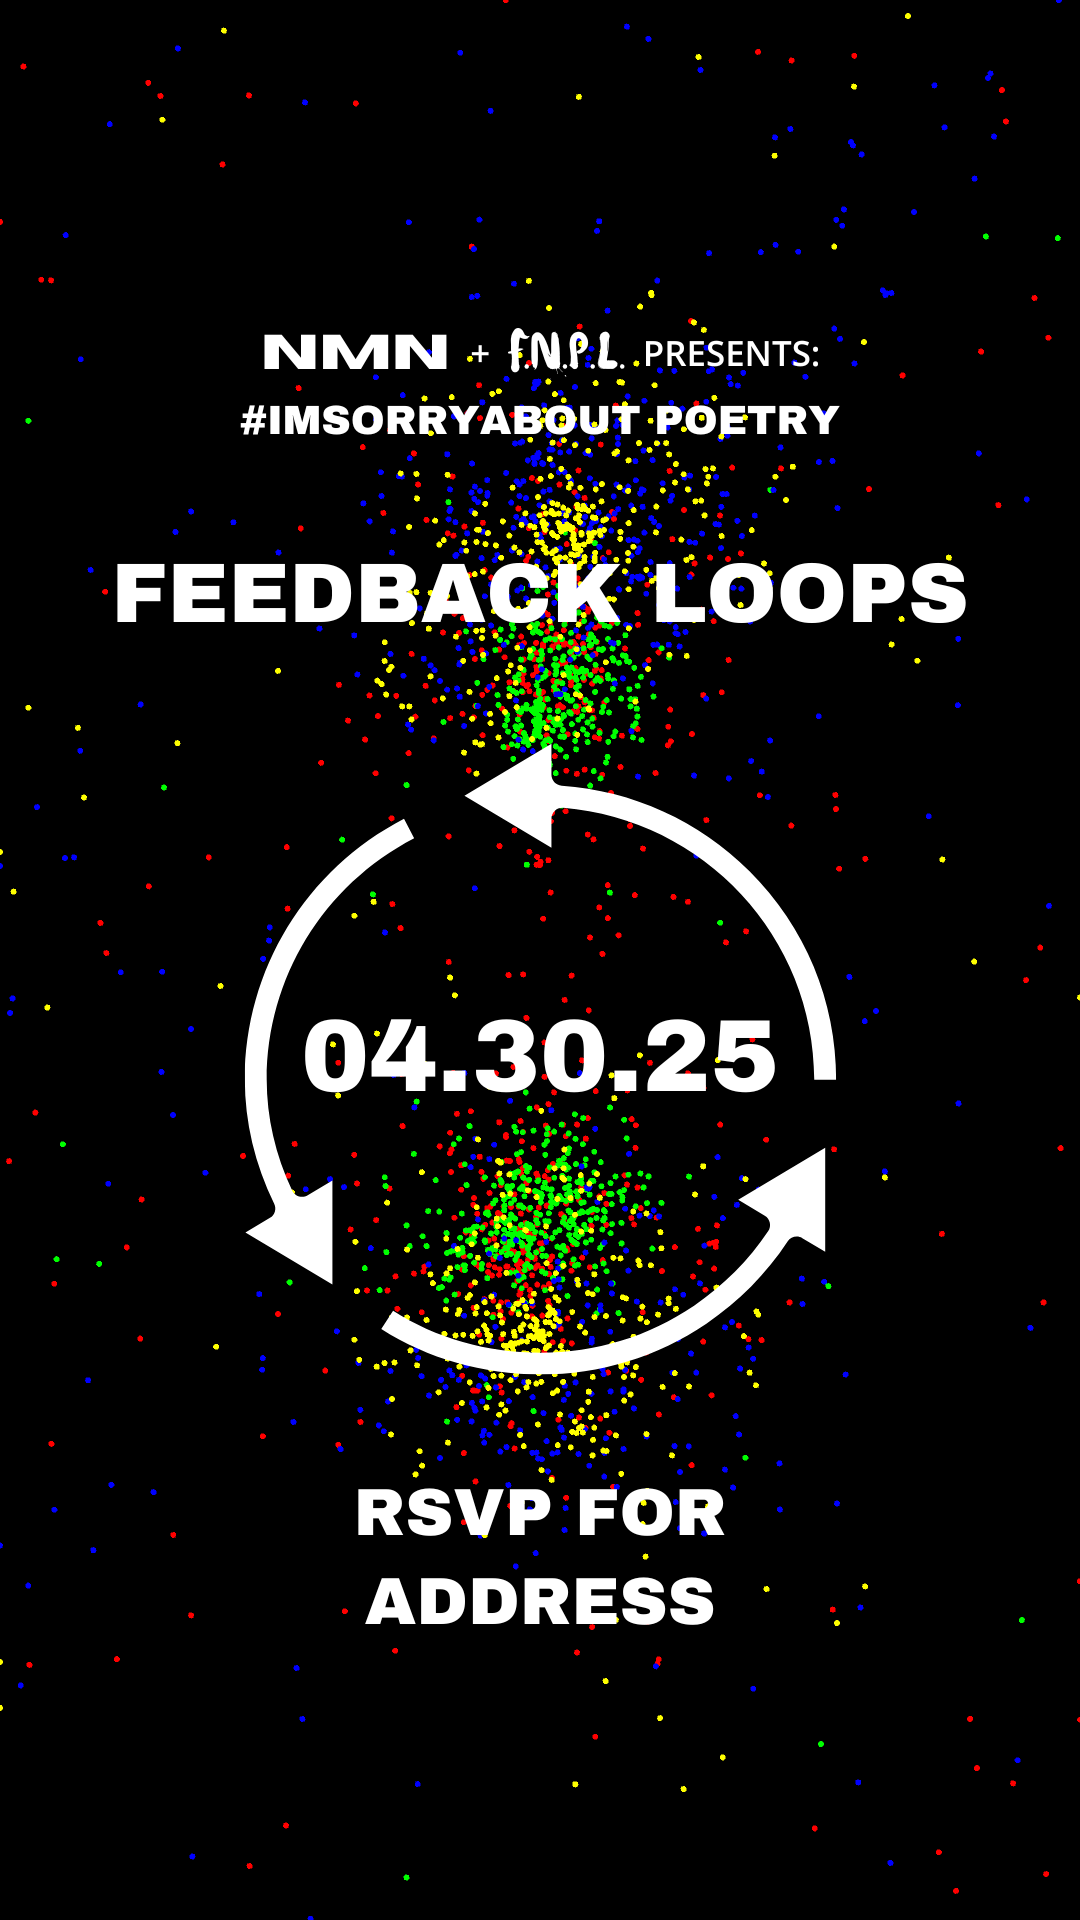 NMN + f.N.P.L. PRESENTS:
#IMSORRYABOUT POETRY
FEEDBACK LOOPS
04.30.25
RSVP FOR
ADDRESS